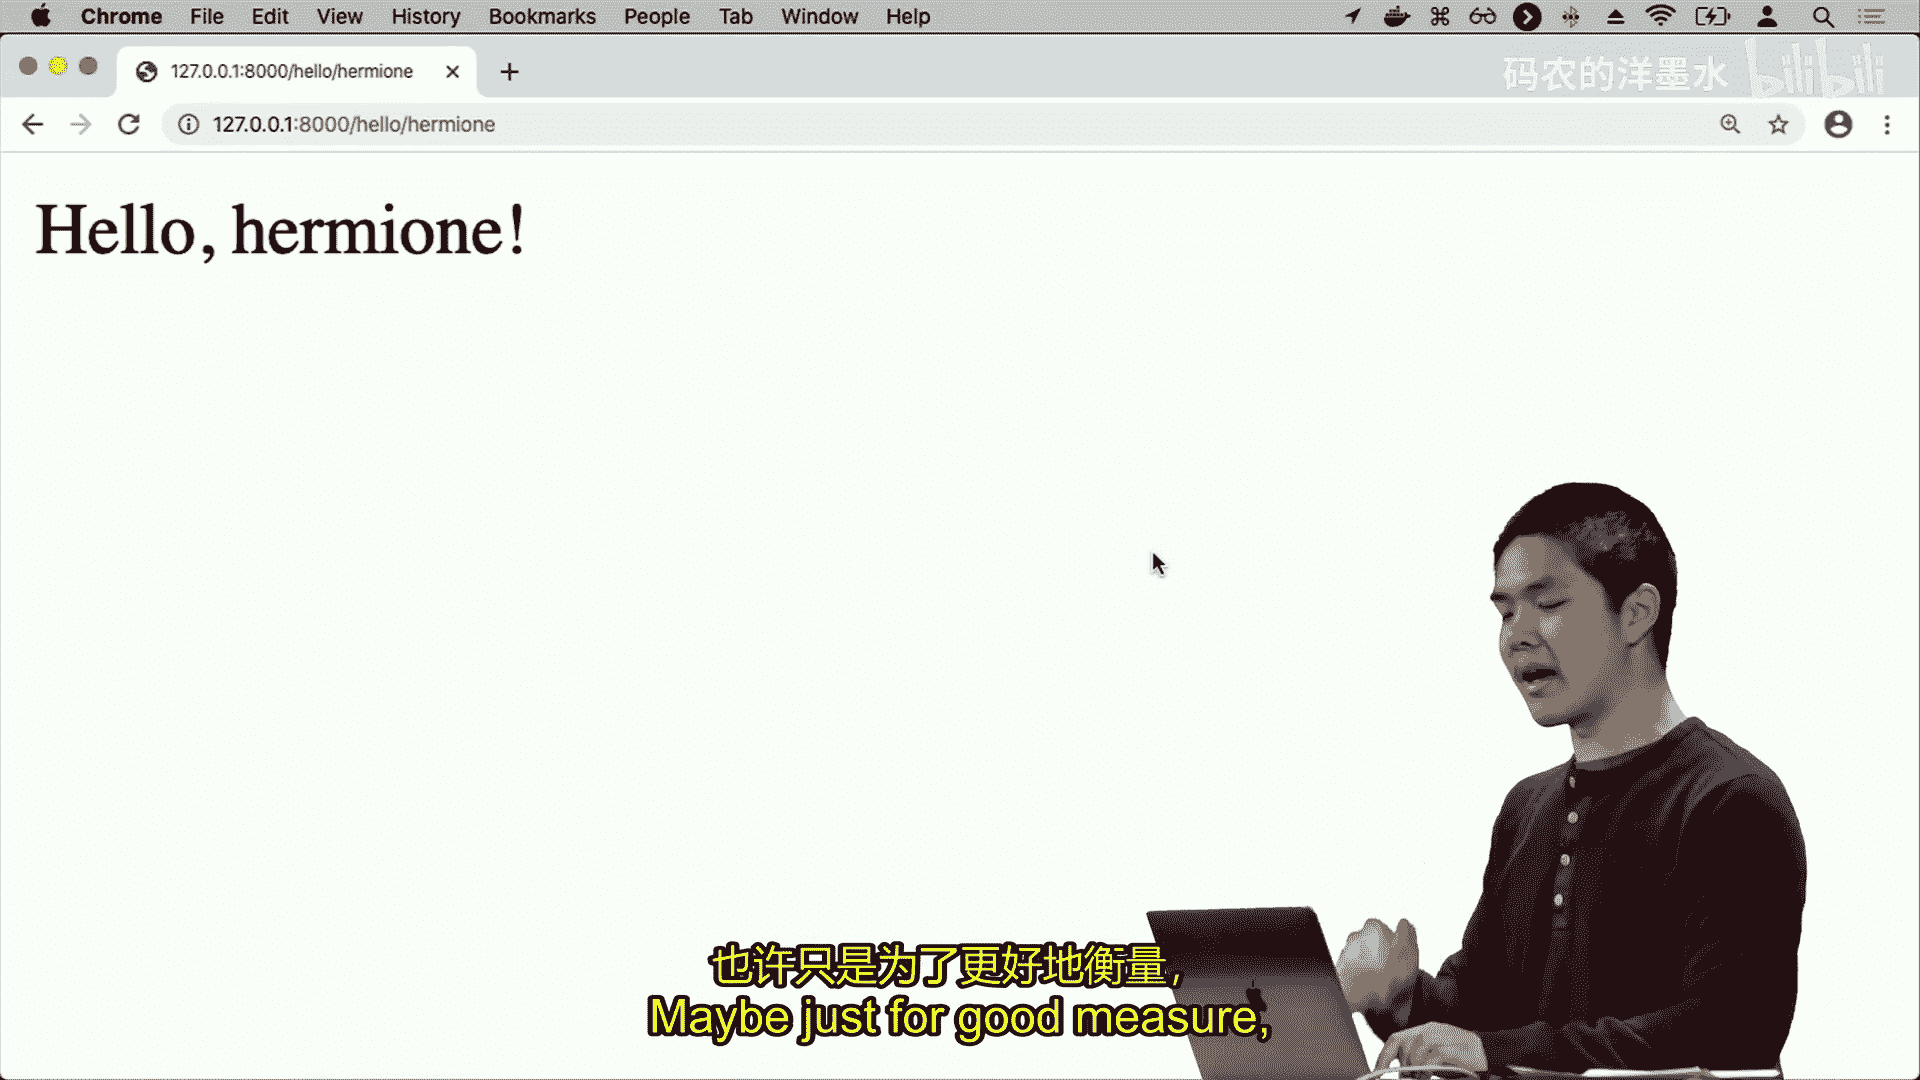 Chrome File Edit View History Bookmarks People Tab Window Help
127.0.0.1:8000/hello/hermione
码农的洋墨水 bilibili
127.0.0.1:8000/hello/hermione
Hello, hermione!
也许只是为了更好地衡量，
Maybe just for good measure,